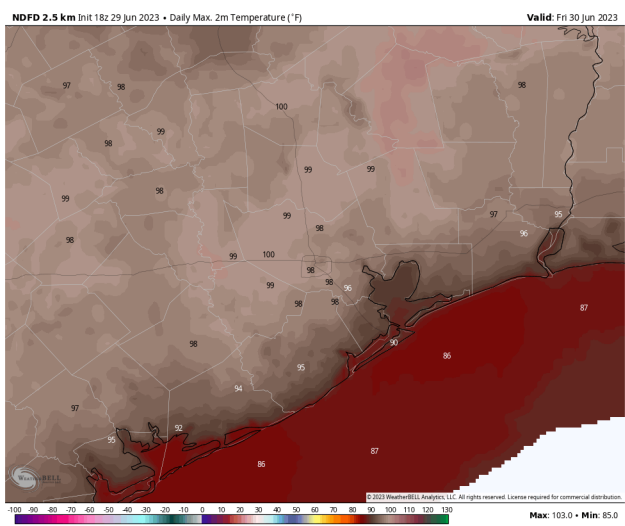 NDFD 2.5 km Init 18z 29 Jun 2023 • Daily Max. 2m Temperature (°F)
Valid: Fri 30 Jun 2023
97 98 98
100
99
98
99 99
98
99
99 97 95
98 96
98
99 100
98
99 98 96
98 98 87
98 90 86
95
94
97
92
95
87
86
WEATHERBELL
© 2023 WeatherBELL Analytics, LLC. All rights reserved. License required for commercial distribution.
-100 -90 -80 -70 -60 -50 -40 -30 -20 -10 0 10 20 30 40 50 60 70 80 90 100 110 120 130
Max: 103.0 • Min: 85.0